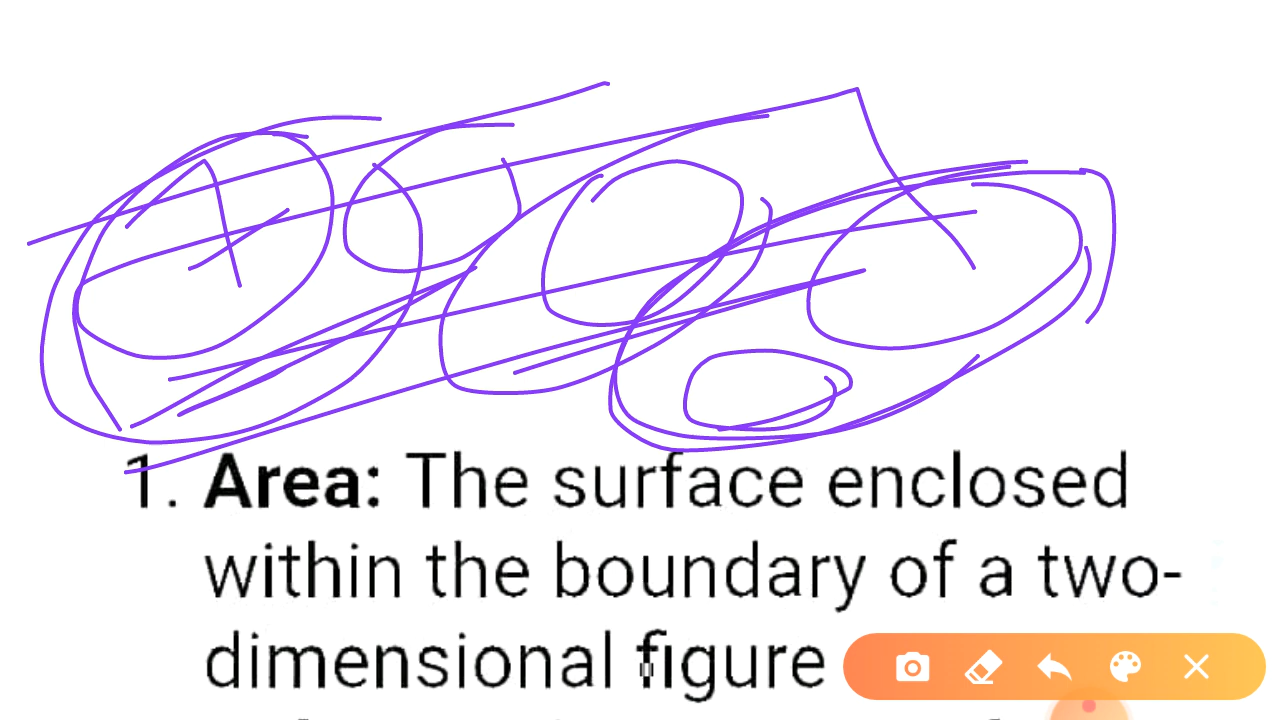 1. Area: The surface enclosed
within the boundary of a two-
dimensional figure